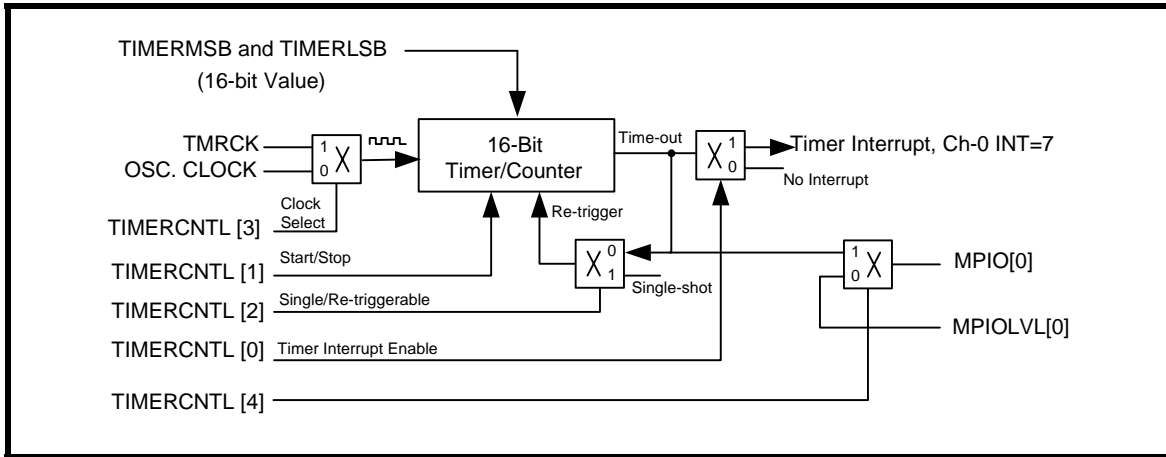 TIMERMSB and TIMERLSB
(16-bit Value)
TMRCK
OSC. CLOCK
1
0
X
16-Bit
Timer/Counter
Time-out
X
1
0
Timer Interrupt, Ch-0 INT=7
No Interrupt
Clock
Select
TIMERCNTL [3]
Re-trigger
Start/Stop
TIMERCNTL [1]
X
0
1
Single-shot
1
0
X
MPIO[0]
Single/Re-triggerable
TIMERCNTL [2]
MPIOLVL[0]
TIMERCNTL [0]
Timer Interrupt Enable
TIMERCNTL [4]